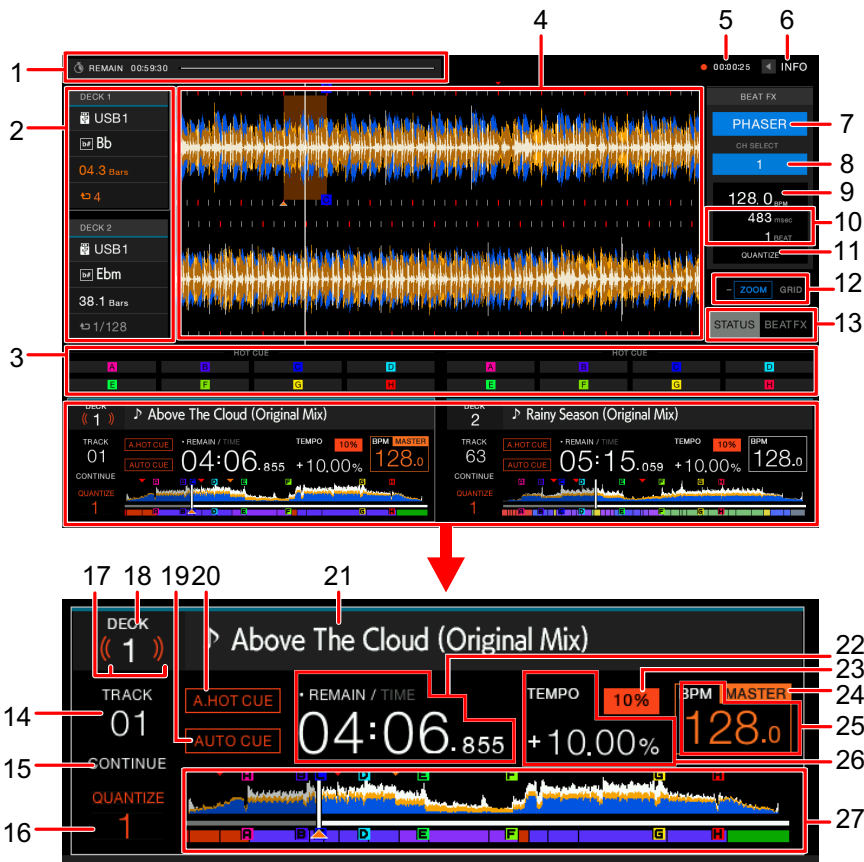 4 5 6
1 REMAIN 00:59:30 00:00:25 INFO
2 DECK 1 BEAT FX
USB1 PHASER 7
b# Bb CH SELECT
04.3 Bars 1 8
4 128.0 BPM 9
DECK 2 483 msec 10
USB1 1 BEAT
b# Ebm QUANTIZE 11
38.1 Bars - ZOOM GRID 12
1/128 STATUS BEAT FX 13
3 HOT CUE HOT CUE
A B C D A B C D
E F G H E F G H
DECK 1 ♪ Above The Cloud (Original Mix) DECK 2 ♪ Rainy Season (Original Mix)
TRACK 01 A.HOT CUE • REMAIN / TIME TEMPO 10% BPM MASTER TRACK 63 A.HOT CUE • REMAIN / TIME TEMPO 10% BPM
CONTINUE AUTO CUE 04:06.855 +10.00% 128.0 CONTINUE AUTO CUE 05:15.059 +10.00% 128.0
QUANTIZE 1 A B C D E F G H QUANTIZE 1 A B C D E F G H
A B C D E F G H A B C D E F G H
17 18 19 20 21
DECK
1 ♪ Above The Cloud (Original Mix) 22
23
14 TRACK A.HOT CUE • REMAIN / TIME TEMPO 10% BPM MASTER 24
01 25
AUTO CUE 04:06.855 +10.00% 128.0
15 CONTINUE 26
QUANTIZE H B C D E F G H
16 1 27
A B C D E F G H